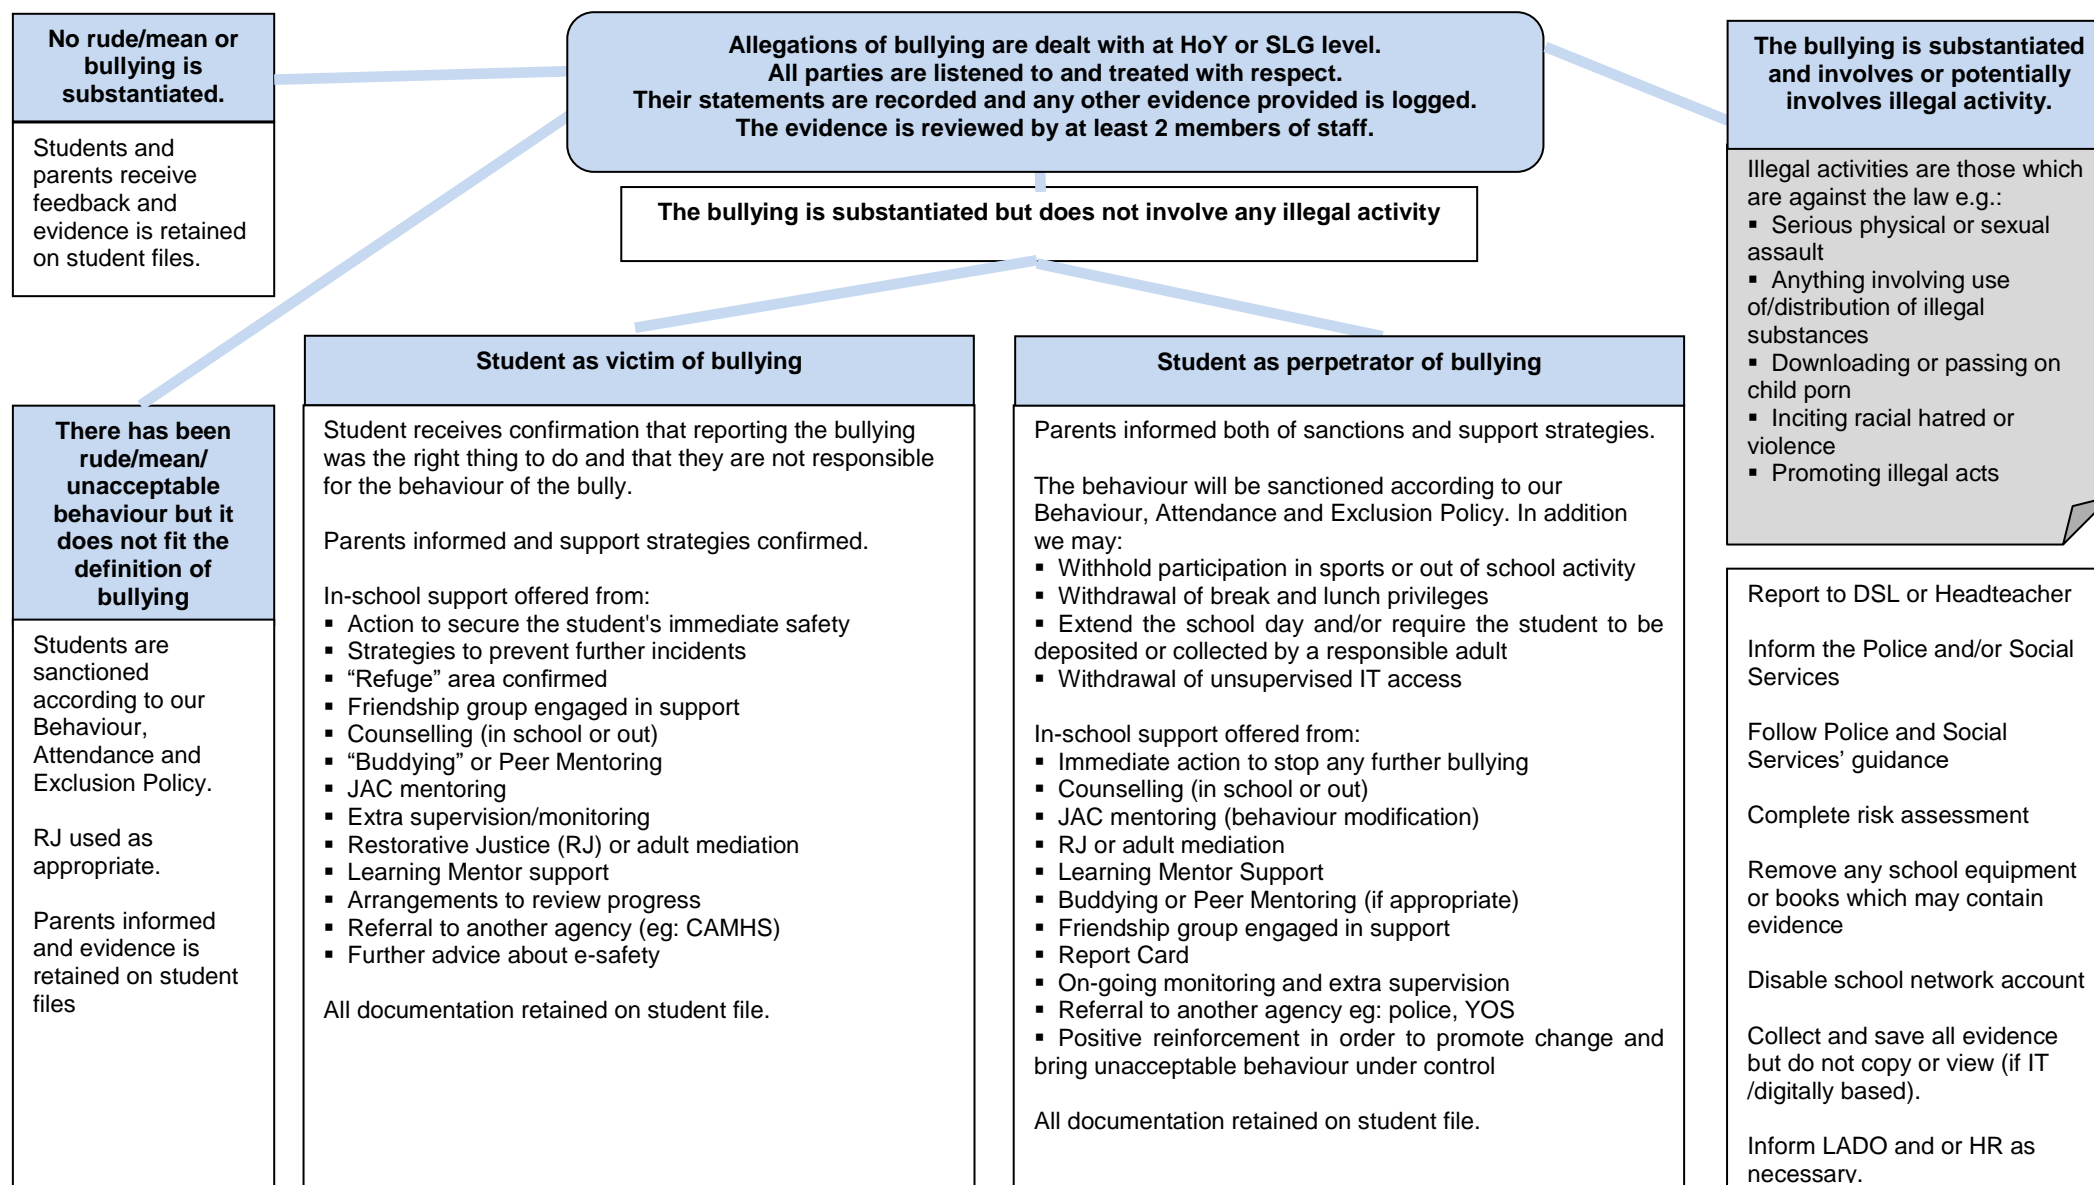 No rude/mean or
bullying is
substantiated.
Students and
parents receive
feedback and
evidence is retained
on student files.
Allegations of bullying are dealt with at HoY or SLG level.
All parties are listened to and treated with respect.
Their statements are recorded and any other evidence provided is logged.
The evidence is reviewed by at least 2 members of staff.
The bullying is substantiated but does not involve any illegal activity
The bullying is substantiated
and involves or potentially
involves illegal activity.
Illegal activities are those which
are against the law e.g.:
▪ Serious physical or sexual
assault
▪ Anything involving use
of/distribution of illegal
substances
▪ Downloading or passing on
child porn
▪ Inciting racial hatred or
violence
▪ Promoting illegal acts
There has been
rude/mean/
unacceptable
behaviour but it
does not fit the
definition of
bullying
Students are
sanctioned
according to our
Behaviour,
Attendance and
Exclusion Policy.
RJ used as
appropriate.
Parents informed
and evidence is
retained on student
files
Student as victim of bullying
Student receives confirmation that reporting the bullying
was the right thing to do and that they are not responsible
for the behaviour of the bully.
Parents informed and support strategies confirmed.
In-school support offered from:
▪ Action to secure the student's immediate safety
▪ Strategies to prevent further incidents
▪ “Refuge” area confirmed
▪ Friendship group engaged in support
▪ Counselling (in school or out)
▪ “Buddying” or Peer Mentoring
▪ JAC mentoring
▪ Extra supervision/monitoring
▪ Restorative Justice (RJ) or adult mediation
▪ Learning Mentor support
▪ Arrangements to review progress
▪ Referral to another agency (eg: CAMHS)
▪ Further advice about e-safety
All documentation retained on student file.
Student as perpetrator of bullying
Parents informed both of sanctions and support strategies.
The behaviour will be sanctioned according to our
Behaviour, Attendance and Exclusion Policy. In addition
we may:
▪ Withhold participation in sports or out of school activity
▪ Withdrawal of break and lunch privileges
▪ Extend the school day and/or require the student to be
deposited or collected by a responsible adult
▪ Withdrawal of unsupervised IT access
In-school support offered from:
▪ Immediate action to stop any further bullying
▪ Counselling (in school or out)
▪ JAC mentoring (behaviour modification)
▪ RJ or adult mediation
▪ Learning Mentor Support
▪ Buddying or Peer Mentoring (if appropriate)
▪ Friendship group engaged in support
▪ Report Card
▪ On-going monitoring and extra supervision
▪ Referral to another agency eg: police, YOS
▪ Positive reinforcement in order to promote change and
bring unacceptable behaviour under control
All documentation retained on student file.
Report to DSL or Headteacher
Inform the Police and/or Social
Services
Follow Police and Social
Services’ guidance
Complete risk assessment
Remove any school equipment
or books which may contain
evidence
Disable school network account
Collect and save all evidence
but do not copy or view (if IT
/digitally based).
Inform LADO and or HR as
necessary.